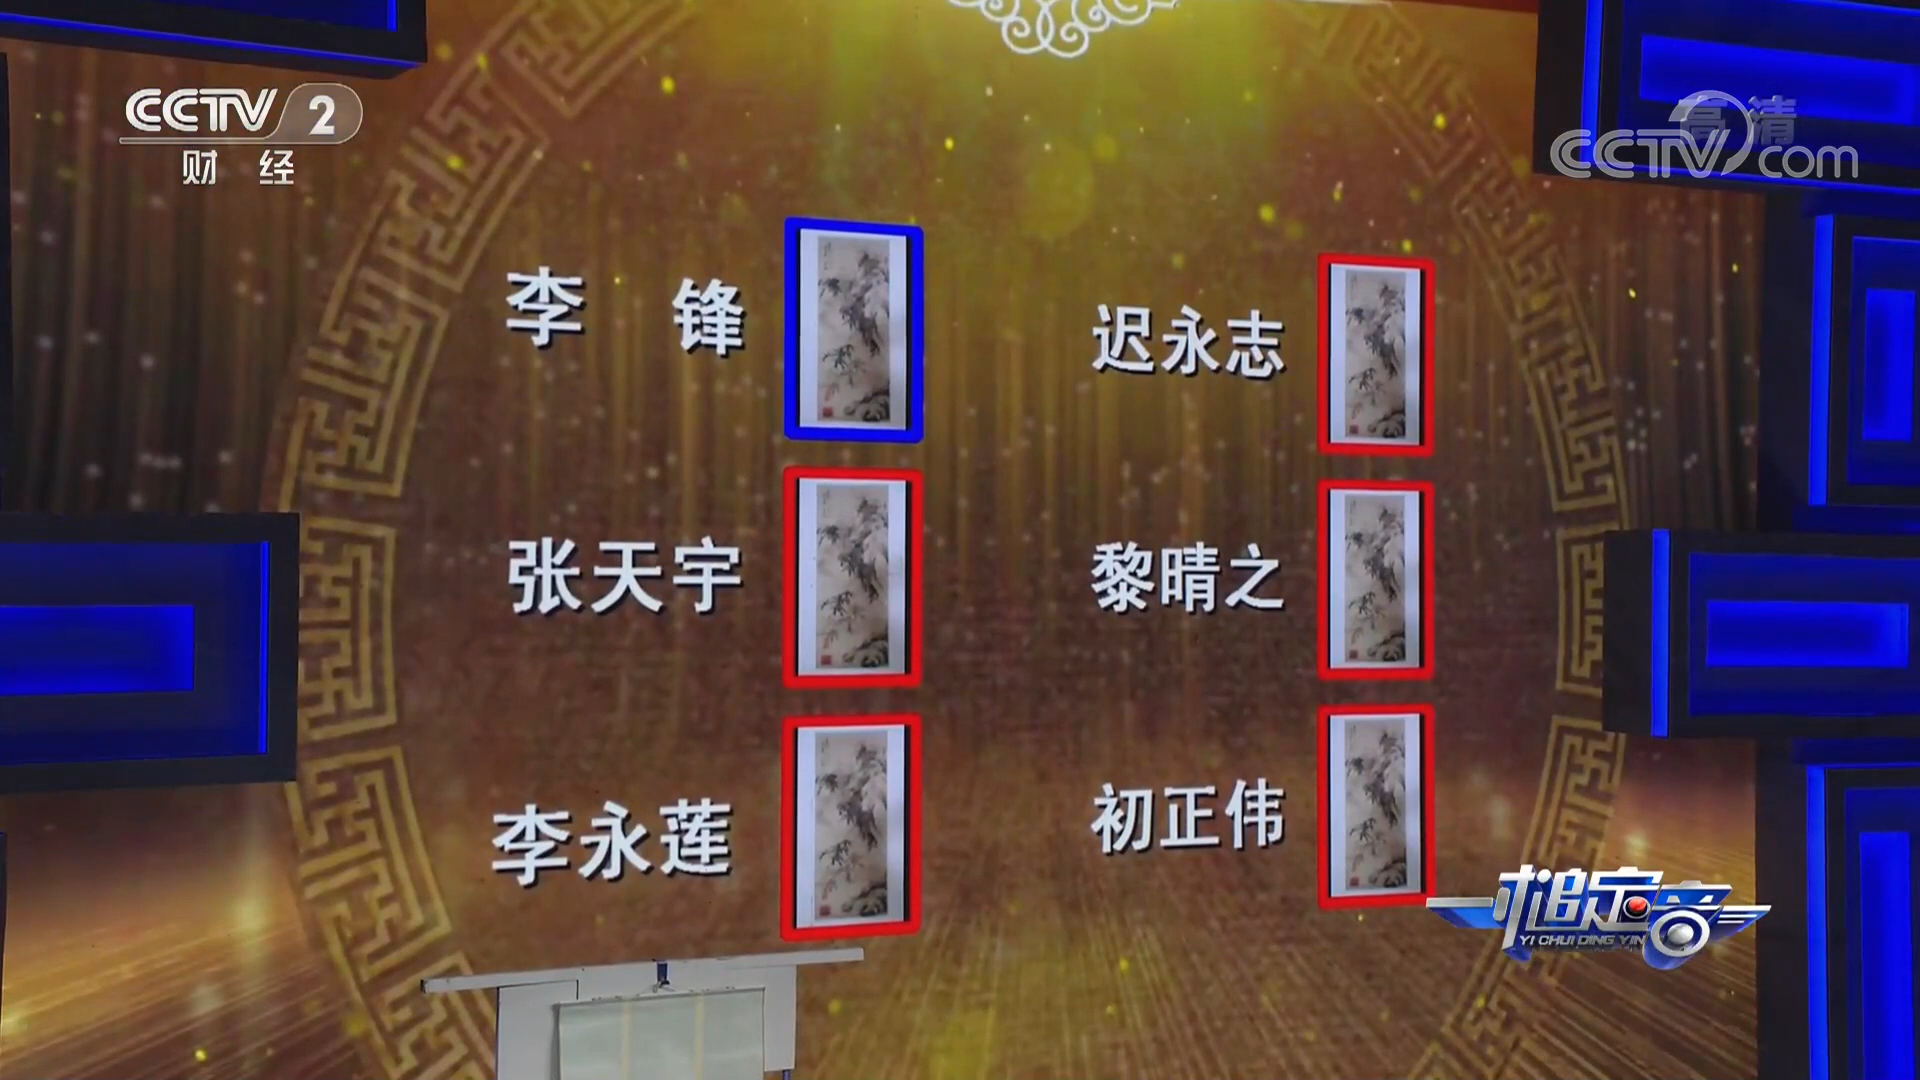 CCTV 2
财 经
高清
CCTV.com
李 锋
迟永志
张天宇
黎晴之
李永莲
初正伟
一槌定音
YI CHUI DING YIN